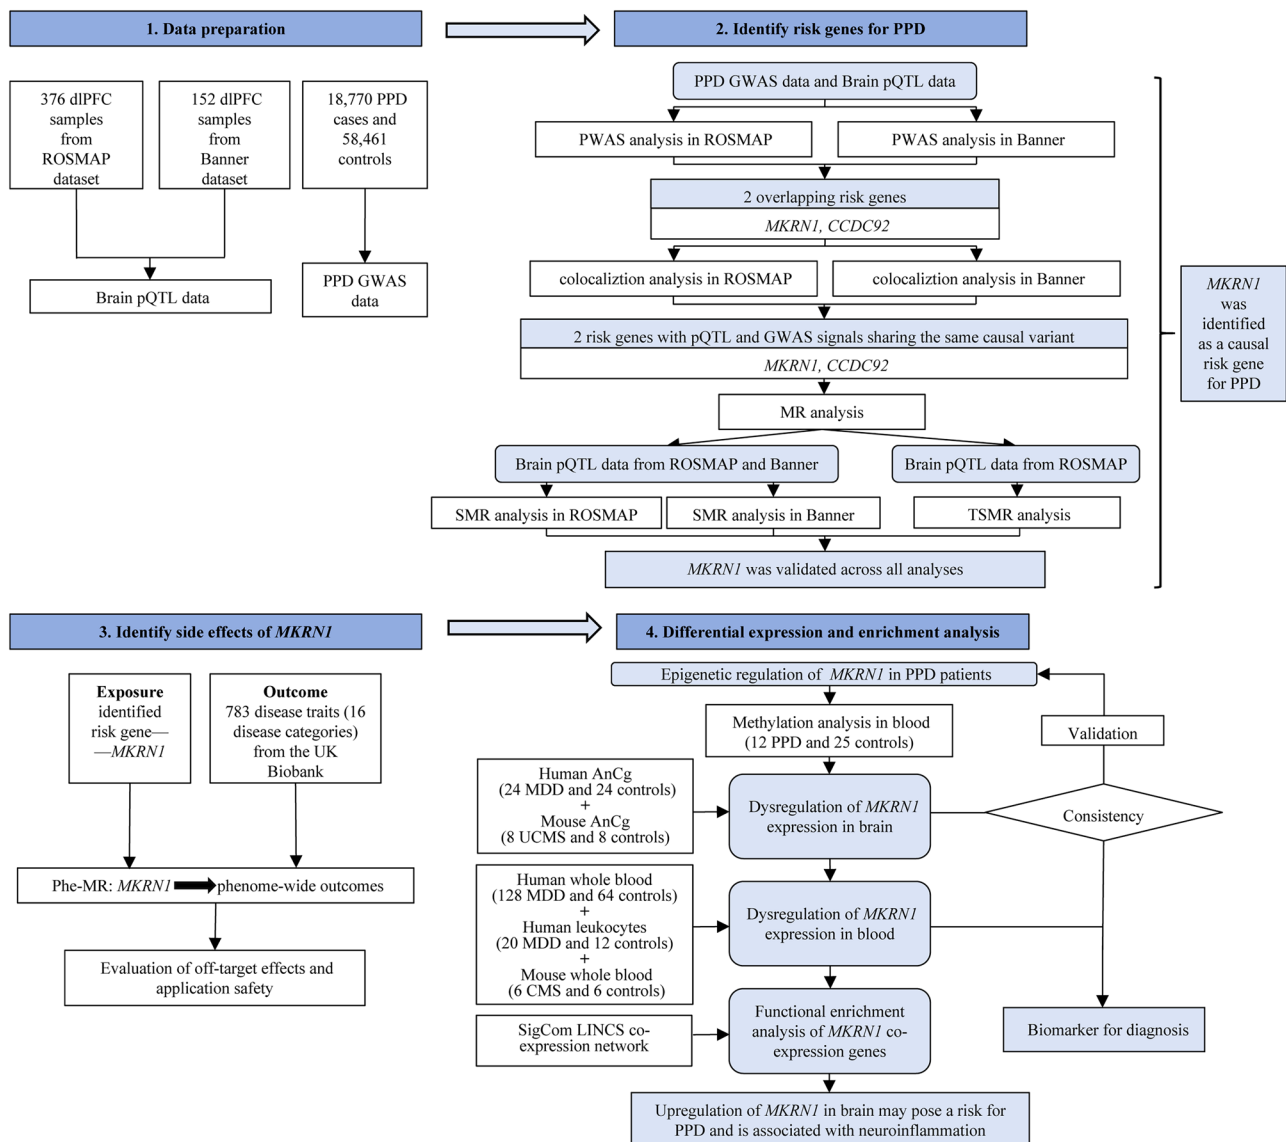 1. Data preparation
2. Identify risk genes for PPD
376 dlPFC
samples
from
ROSMAP
dataset
152 dlPFC
samples
from
Banner
dataset
18,770 PPD
cases and
58,461
controls
Brain pQTL data
PPD GWAS
data
PPD GWAS data and Brain pQTL data
PWAS analysis in ROSMAP
PWAS analysis in Banner
2 overlapping risk genes
MKRN1, CCDC92
colocaliztion analysis in ROSMAP
colocaliztion analysis in Banner
2 risk genes with pQTL and GWAS signals sharing the same causal variant
MKRN1, CCDC92
MR analysis
Brain pQTL data from ROSMAP and Banner
Brain pQTL data from ROSMAP
SMR analysis in ROSMAP
SMR analysis in Banner
TSMR analysis
MKRN1 was validated across all analyses
MKRN1
was
identified
as a causal
risk gene
for PPD
3. Identify side effects of MKRN1
4. Differential expression and enrichment analysis
Exposure
identified
risk gene—
—MKRN1
Outcome
783 disease traits (16
disease categories)
from the UK
Biobank
Phe-MR: MKRN1 phenome-wide outcomes
Evaluation of off-target effects and
application safety
Epigenetic regulation of MKRN1 in PPD patients
Methylation analysis in blood
(12 PPD and 25 controls)
Validation
Human AnCg
(24 MDD and 24 controls)
+
Mouse AnCg
(8 UCMS and 8 controls)
Dysregulation of MKRN1
expression in brain
Consistency
Human whole blood
(128 MDD and 64 controls)
+
Human leukocytes
(20 MDD and 12 controls)
+
Mouse whole blood
(6 CMS and 6 controls)
Dysregulation of MKRN1
expression in blood
SigCom LINCS co-
expression network
Functional enrichment
analysis of MKRN1 co-
expression genes
Biomarker for diagnosis
Upregulation of MKRN1 in brain may pose a risk for
PPD and is associated with neuroinflammation